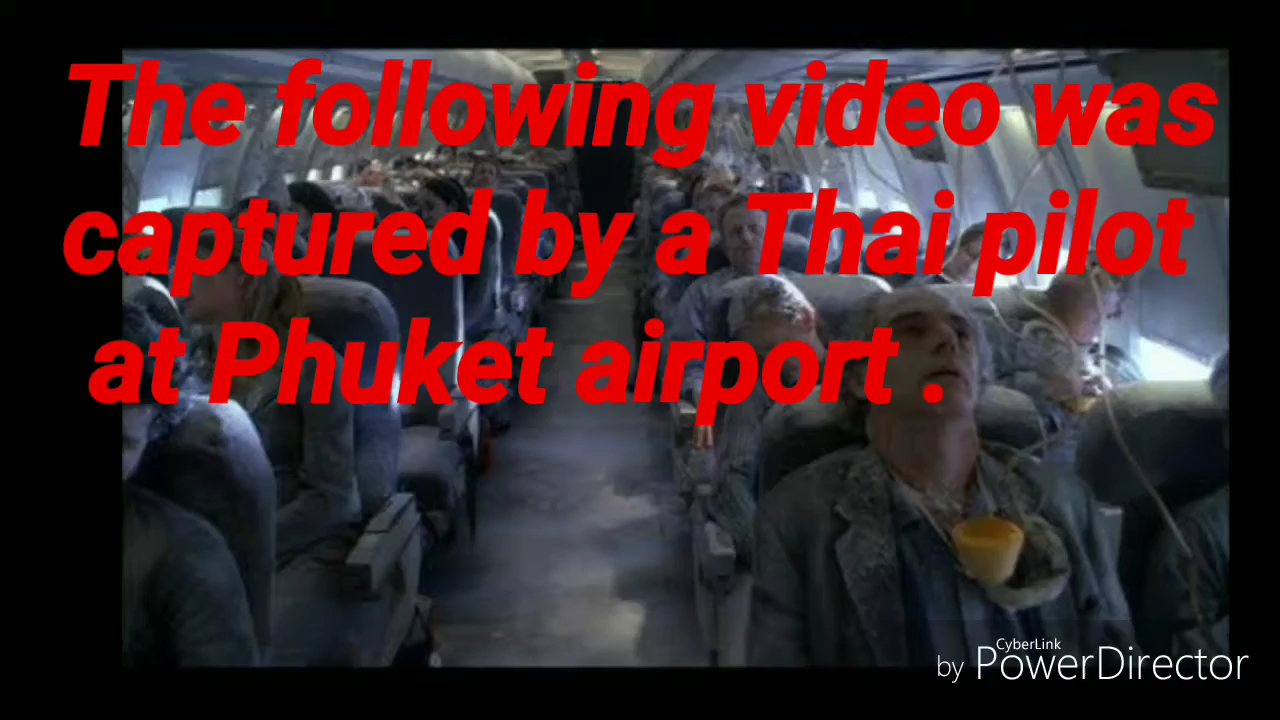 The following video was
captured by a Thai pilot
at Phuket airport .
CyberLink
by PowerDirector